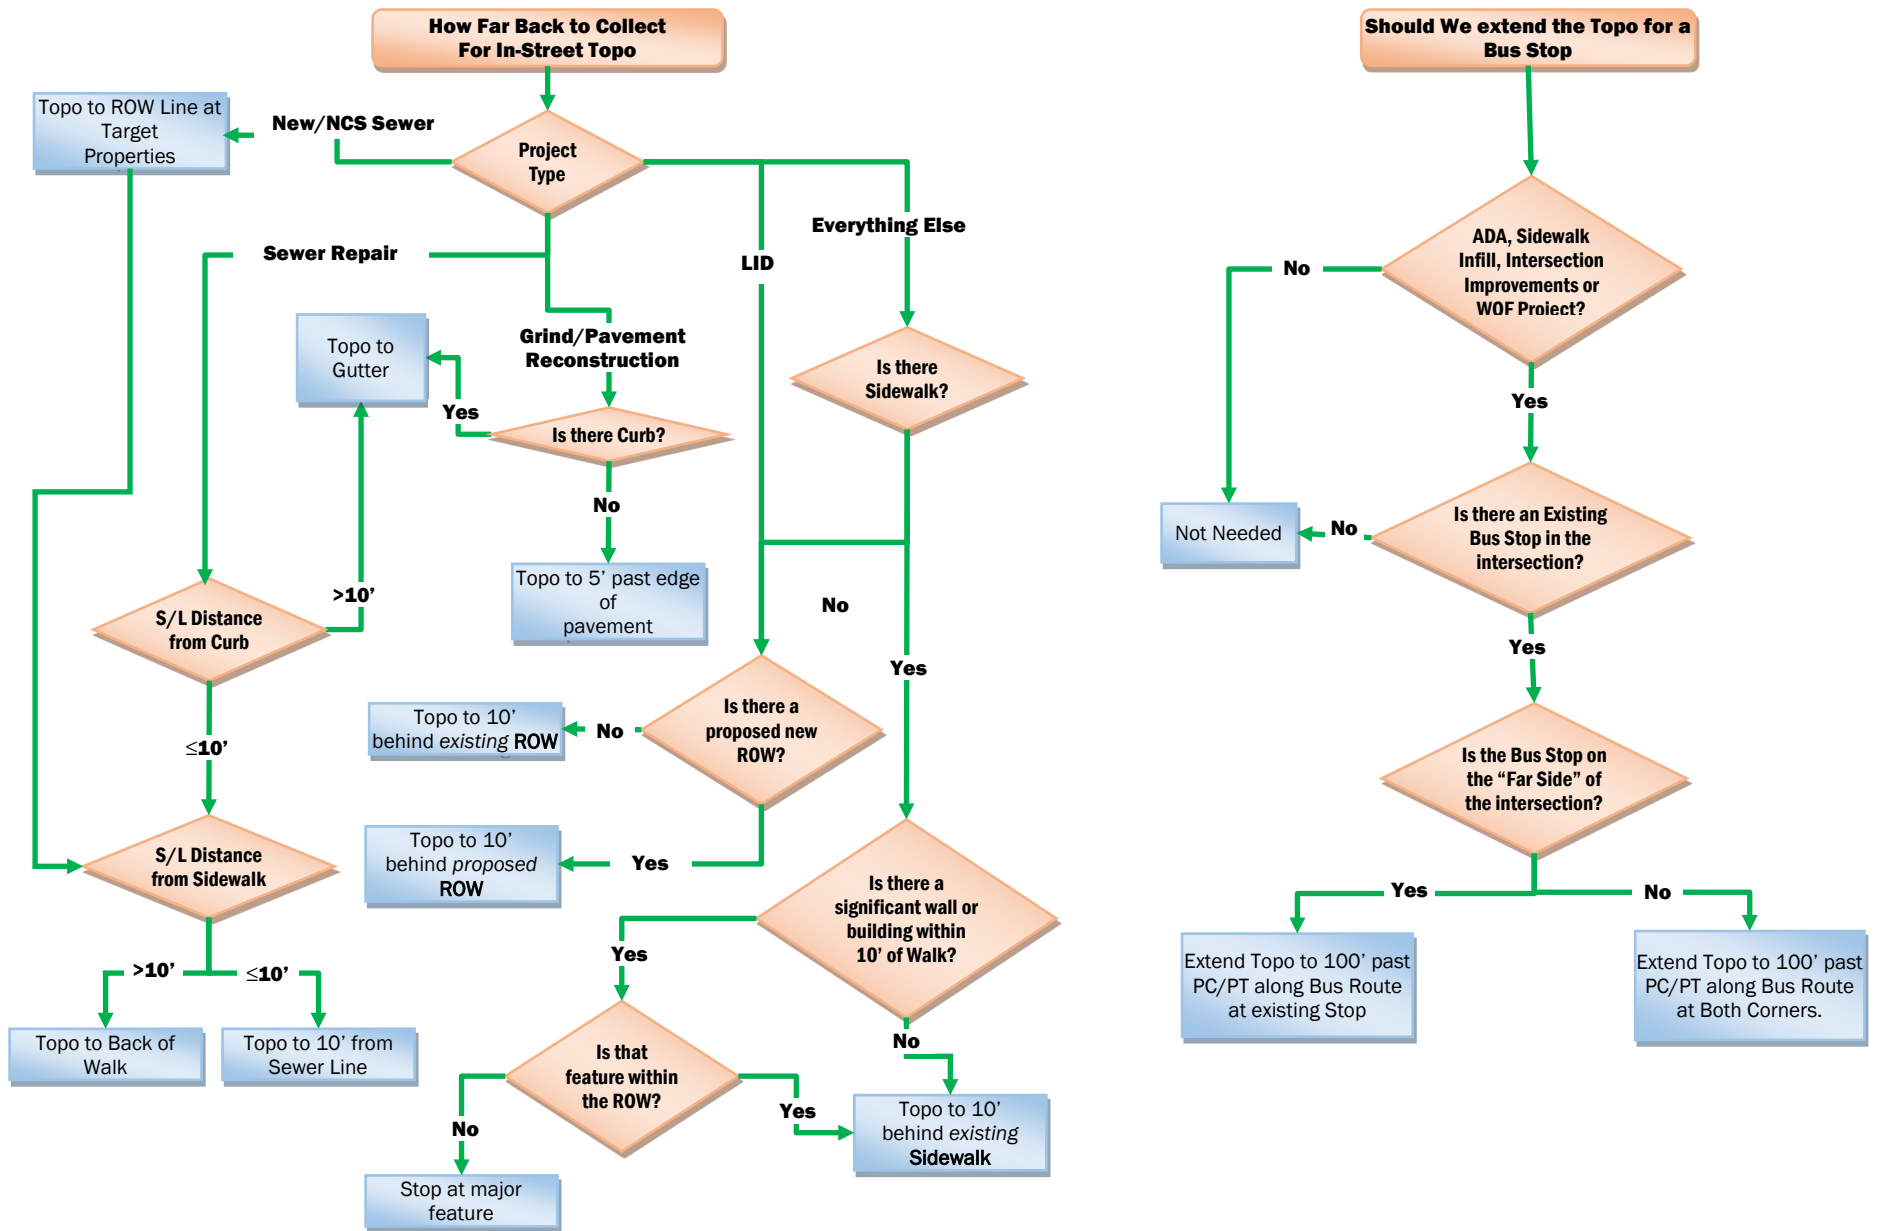 How Far Back to Collect
For In-Street Topo
Topo to ROW Line at
Target
Properties
New/NCS Sewer
Project
Type
Everything Else
Sewer Repair
LID
Grind/Pavement
Reconstruction
Topo to
Gutter
Is there
Sidewalk?
Yes
Is there Curb?
No
Topo to 5’ past edge
of
pavement
>10’
S/L Distance
from Curb
No
Yes
Is there a
proposed new
ROW?
Topo to 10’
behind existing ROW
No
≤10’
Topo to 10’
behind proposed
ROW
Yes
S/L Distance
from Sidewalk
Is there a
significant wall or
building within
10’ of Walk?
Yes
>10’
≤10’
Topo to Back of
Walk
Topo to 10’ from
Sewer Line
Is that
feature within
the ROW?
No
Yes
No
Topo to 10’
behind existing
Sidewalk
Stop at major
feature
Should We extend the Topo for a
Bus Stop
ADA, Sidewalk
Infill, Intersection
Improvements or
WOF Project?
No
Yes
Is there an Existing
Bus Stop in the
intersection?
No
Not Needed
Yes
Is the Bus Stop on
the “Far Side” of
the intersection?
Yes
No
Extend Topo to 100’ past
PC/PT along Bus Route
at existing Stop
Extend Topo to 100’ past
PC/PT along Bus Route
at Both Corners.